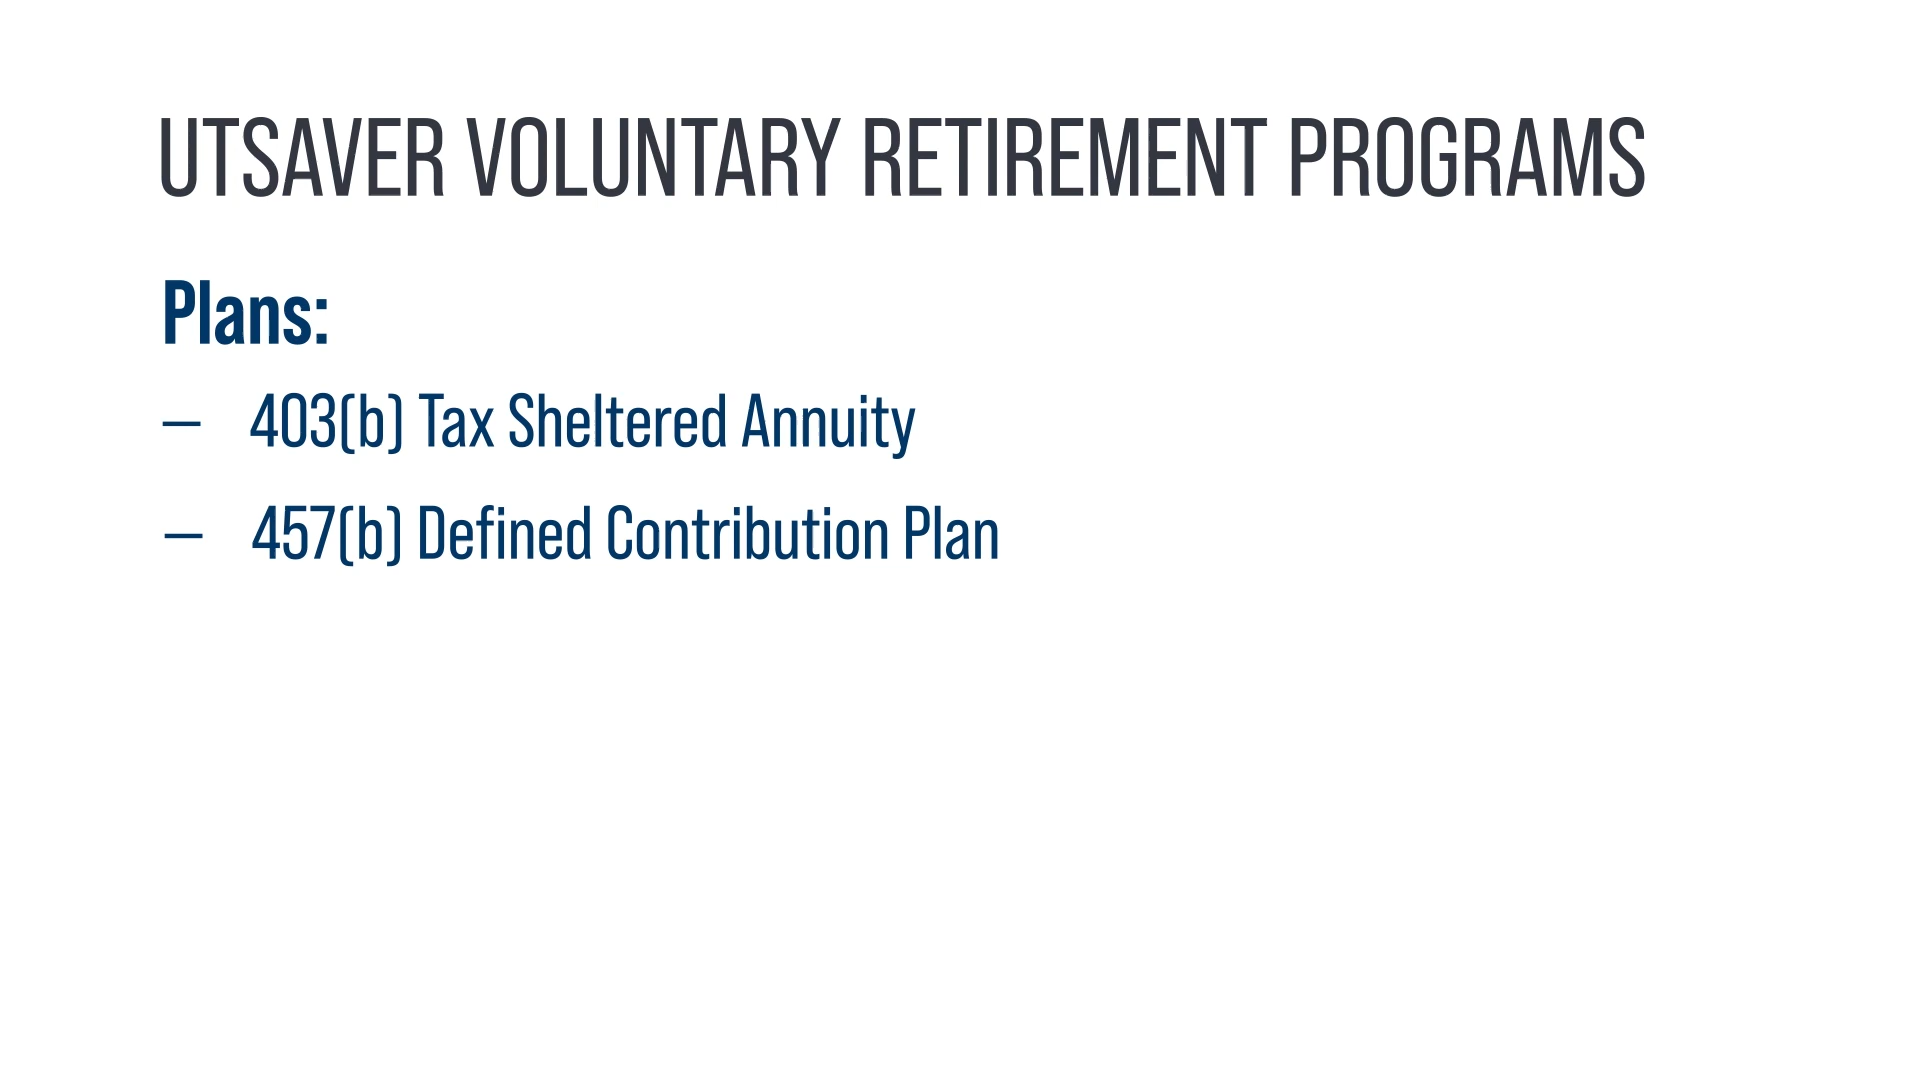 UTSAVER VOLUNTARY RETIREMENT PROGRAMS
Plans:
– 403(b) Tax Sheltered Annuity
– 457(b) Defined Contribution Plan